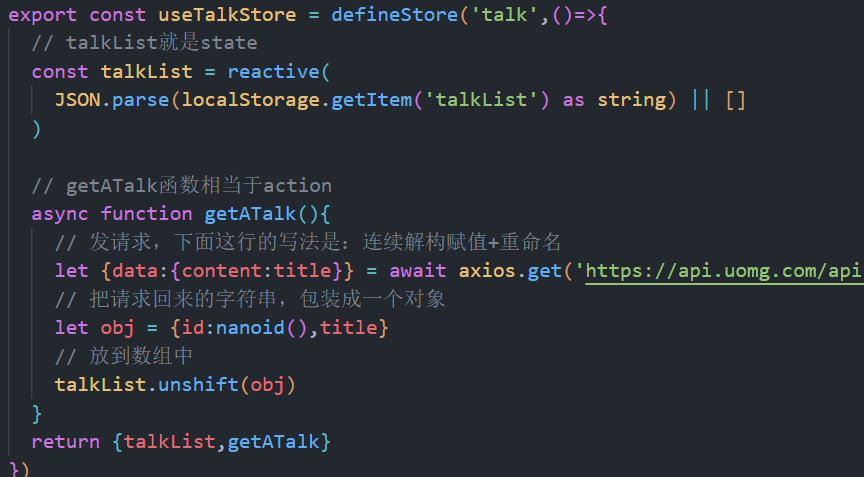 export const useTalkStore = defineStore('talk',()=>{
  // talkList就是state
  const talkList = reactive(
    JSON.parse(localStorage.getItem('talkList') as string) || []
  )

  // getATalk函数相当于action
  async function getATalk(){
    // 发请求，下面这行的写法是：连续解构赋值+重命名
    let {data:{content:title}} = await axios.get('https://api.uomg.com/api
    // 把请求回来的字符串，包装成一个对象
    let obj = {id:nanoid(),title}
    // 放到数组中
    talkList.unshift(obj)
  }
  return {talkList,getATalk}
})